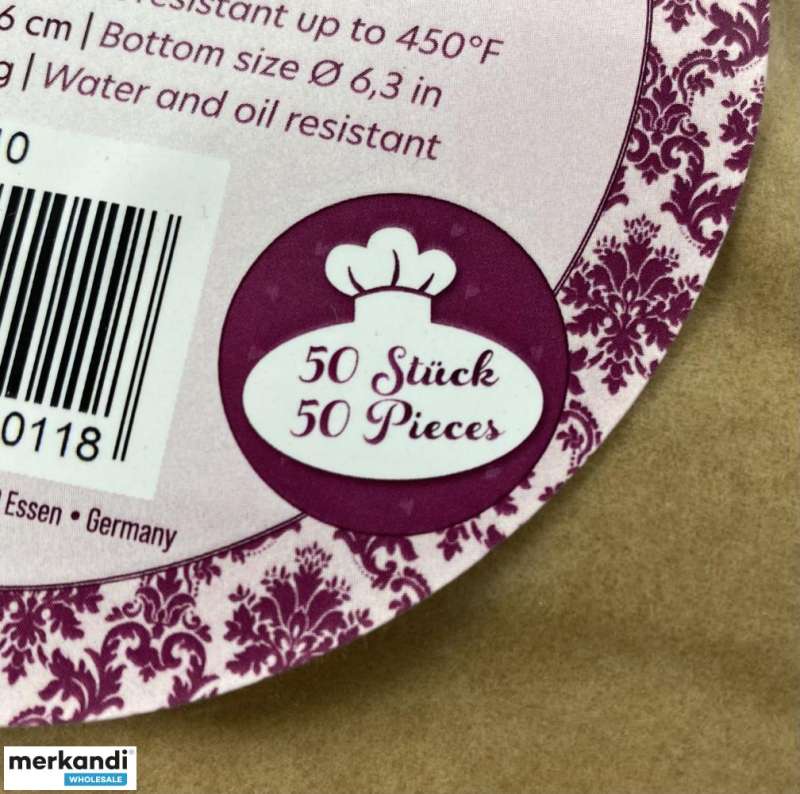 resistant up to 450°F
6 cm | Bottom size Ø 6,3 in
g | Water and oil resistant
10
50 Stück
50 Pieces
0118
Essen • Germany
merkandi®
WHOLESALE